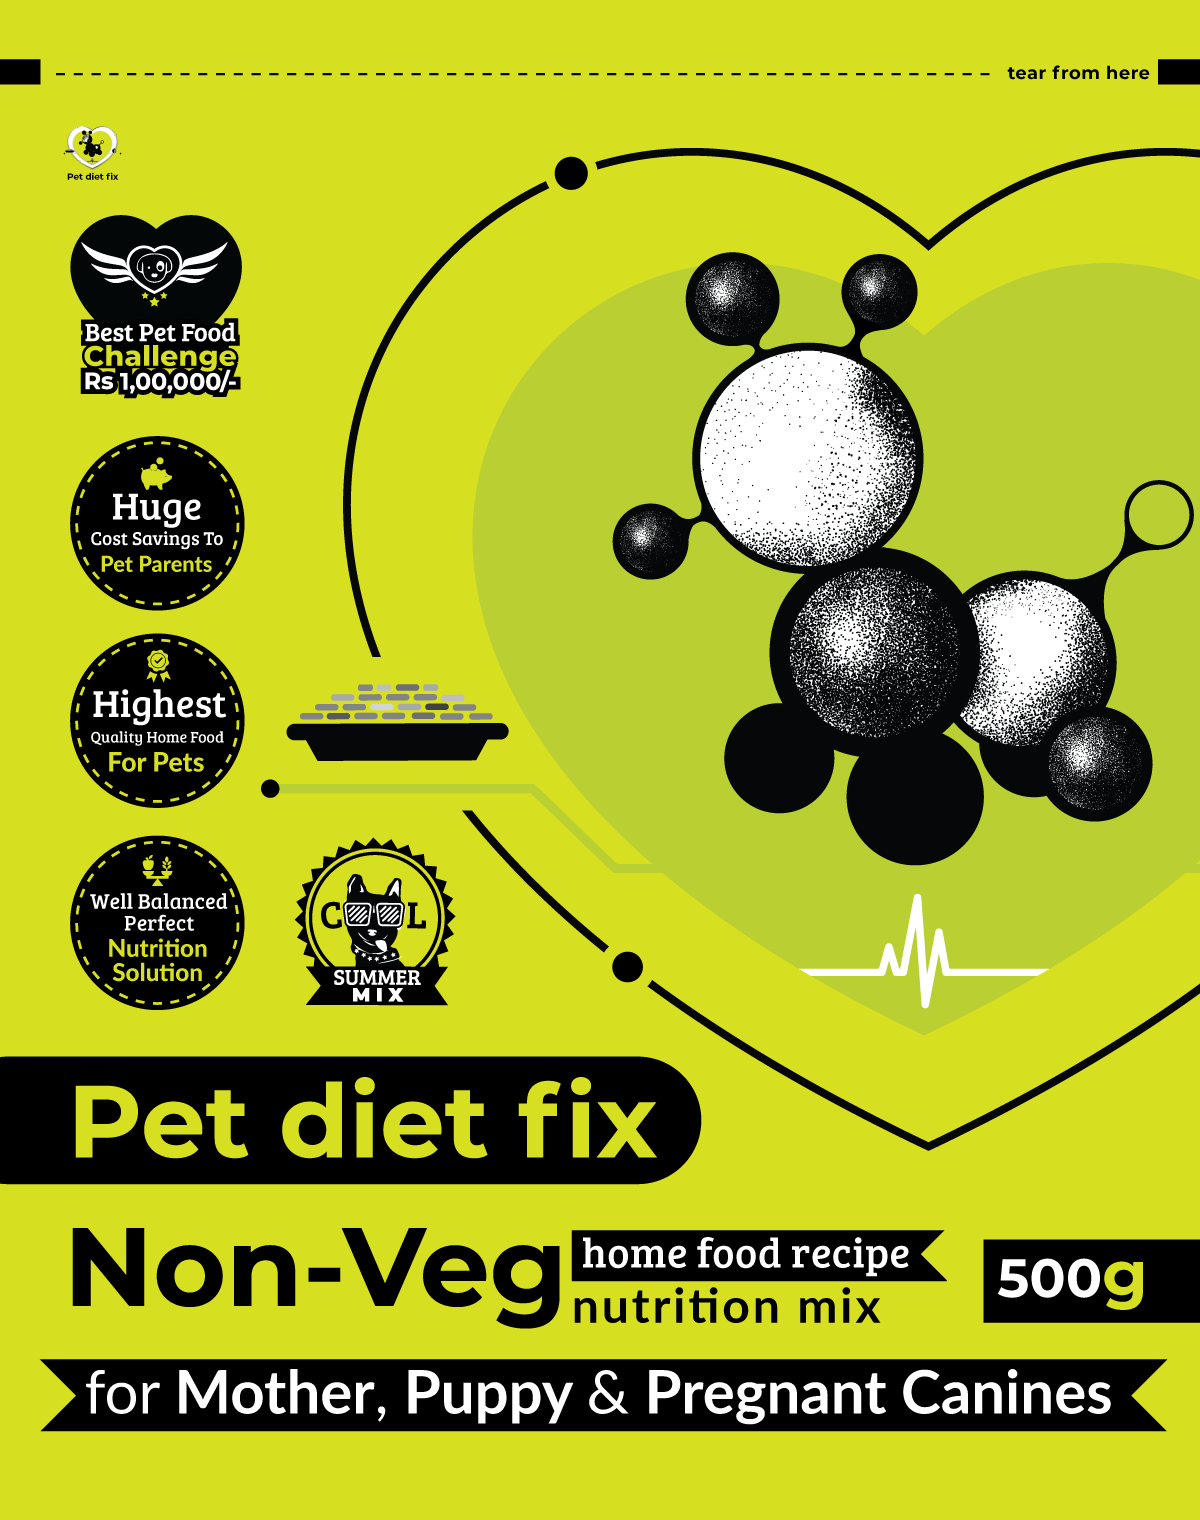 tear from here
Pet diet fix
Best Pet Food
Challenge
Rs 1,00,000/-
Huge
Cost Savings To
Pet Parents
Highest
Quality Home Food
For Pets
Well Balanced
Perfect
Nutrition
Solution
C L
SUMMER
MIX
Pet diet fix
Non-Veg
home food recipe
nutrition mix
500g
for Mother, Puppy & Pregnant Canines